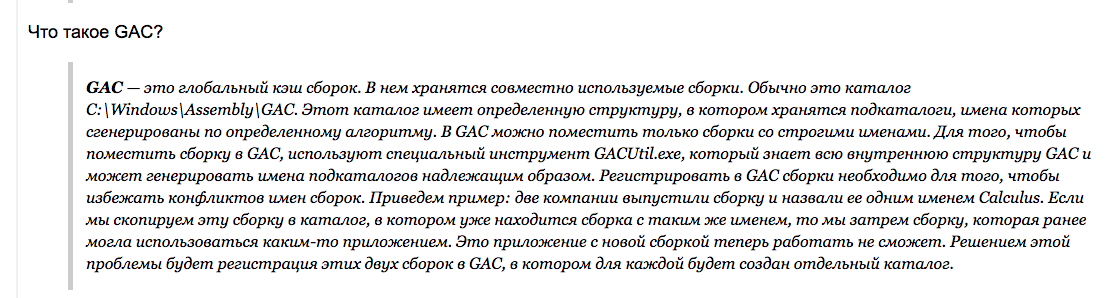 Что такое GAC?
GAC — это глобальный кэш сборок. В нем хранятся совместно используемые сборки. Обычно это каталог
C:\Windows\Assembly\GAC. Этот каталог имеет определенную структуру, в котором хранятся подкаталоги, имена которых
сгенерированы по определенному алгоритму. В GAC можно поместить только сборки со строгими именами. Для того, чтобы
поместить сборку в GAC, используют специальный инструмент GACUtil.exe, который знает всю внутреннюю структуру GAC и
может генерировать имена подкаталогов надлежащим образом. Регистрировать в GAC сборки необходимо для того, чтобы
избежать конфликтов имен сборок. Приведем пример: две компании выпустили сборку и назвали ее одним именем Calculus. Если
мы скопируем эту сборку в каталог, в котором уже находится сборка с таким же именем, то мы затрем сборку, которая ранее
могла использоваться каким-то приложением. Это приложение с новой сборкой теперь работать не сможет. Решением этой
проблемы будет регистрация этих двух сборок в GAC, в котором для каждой будет создан отдельный каталог.